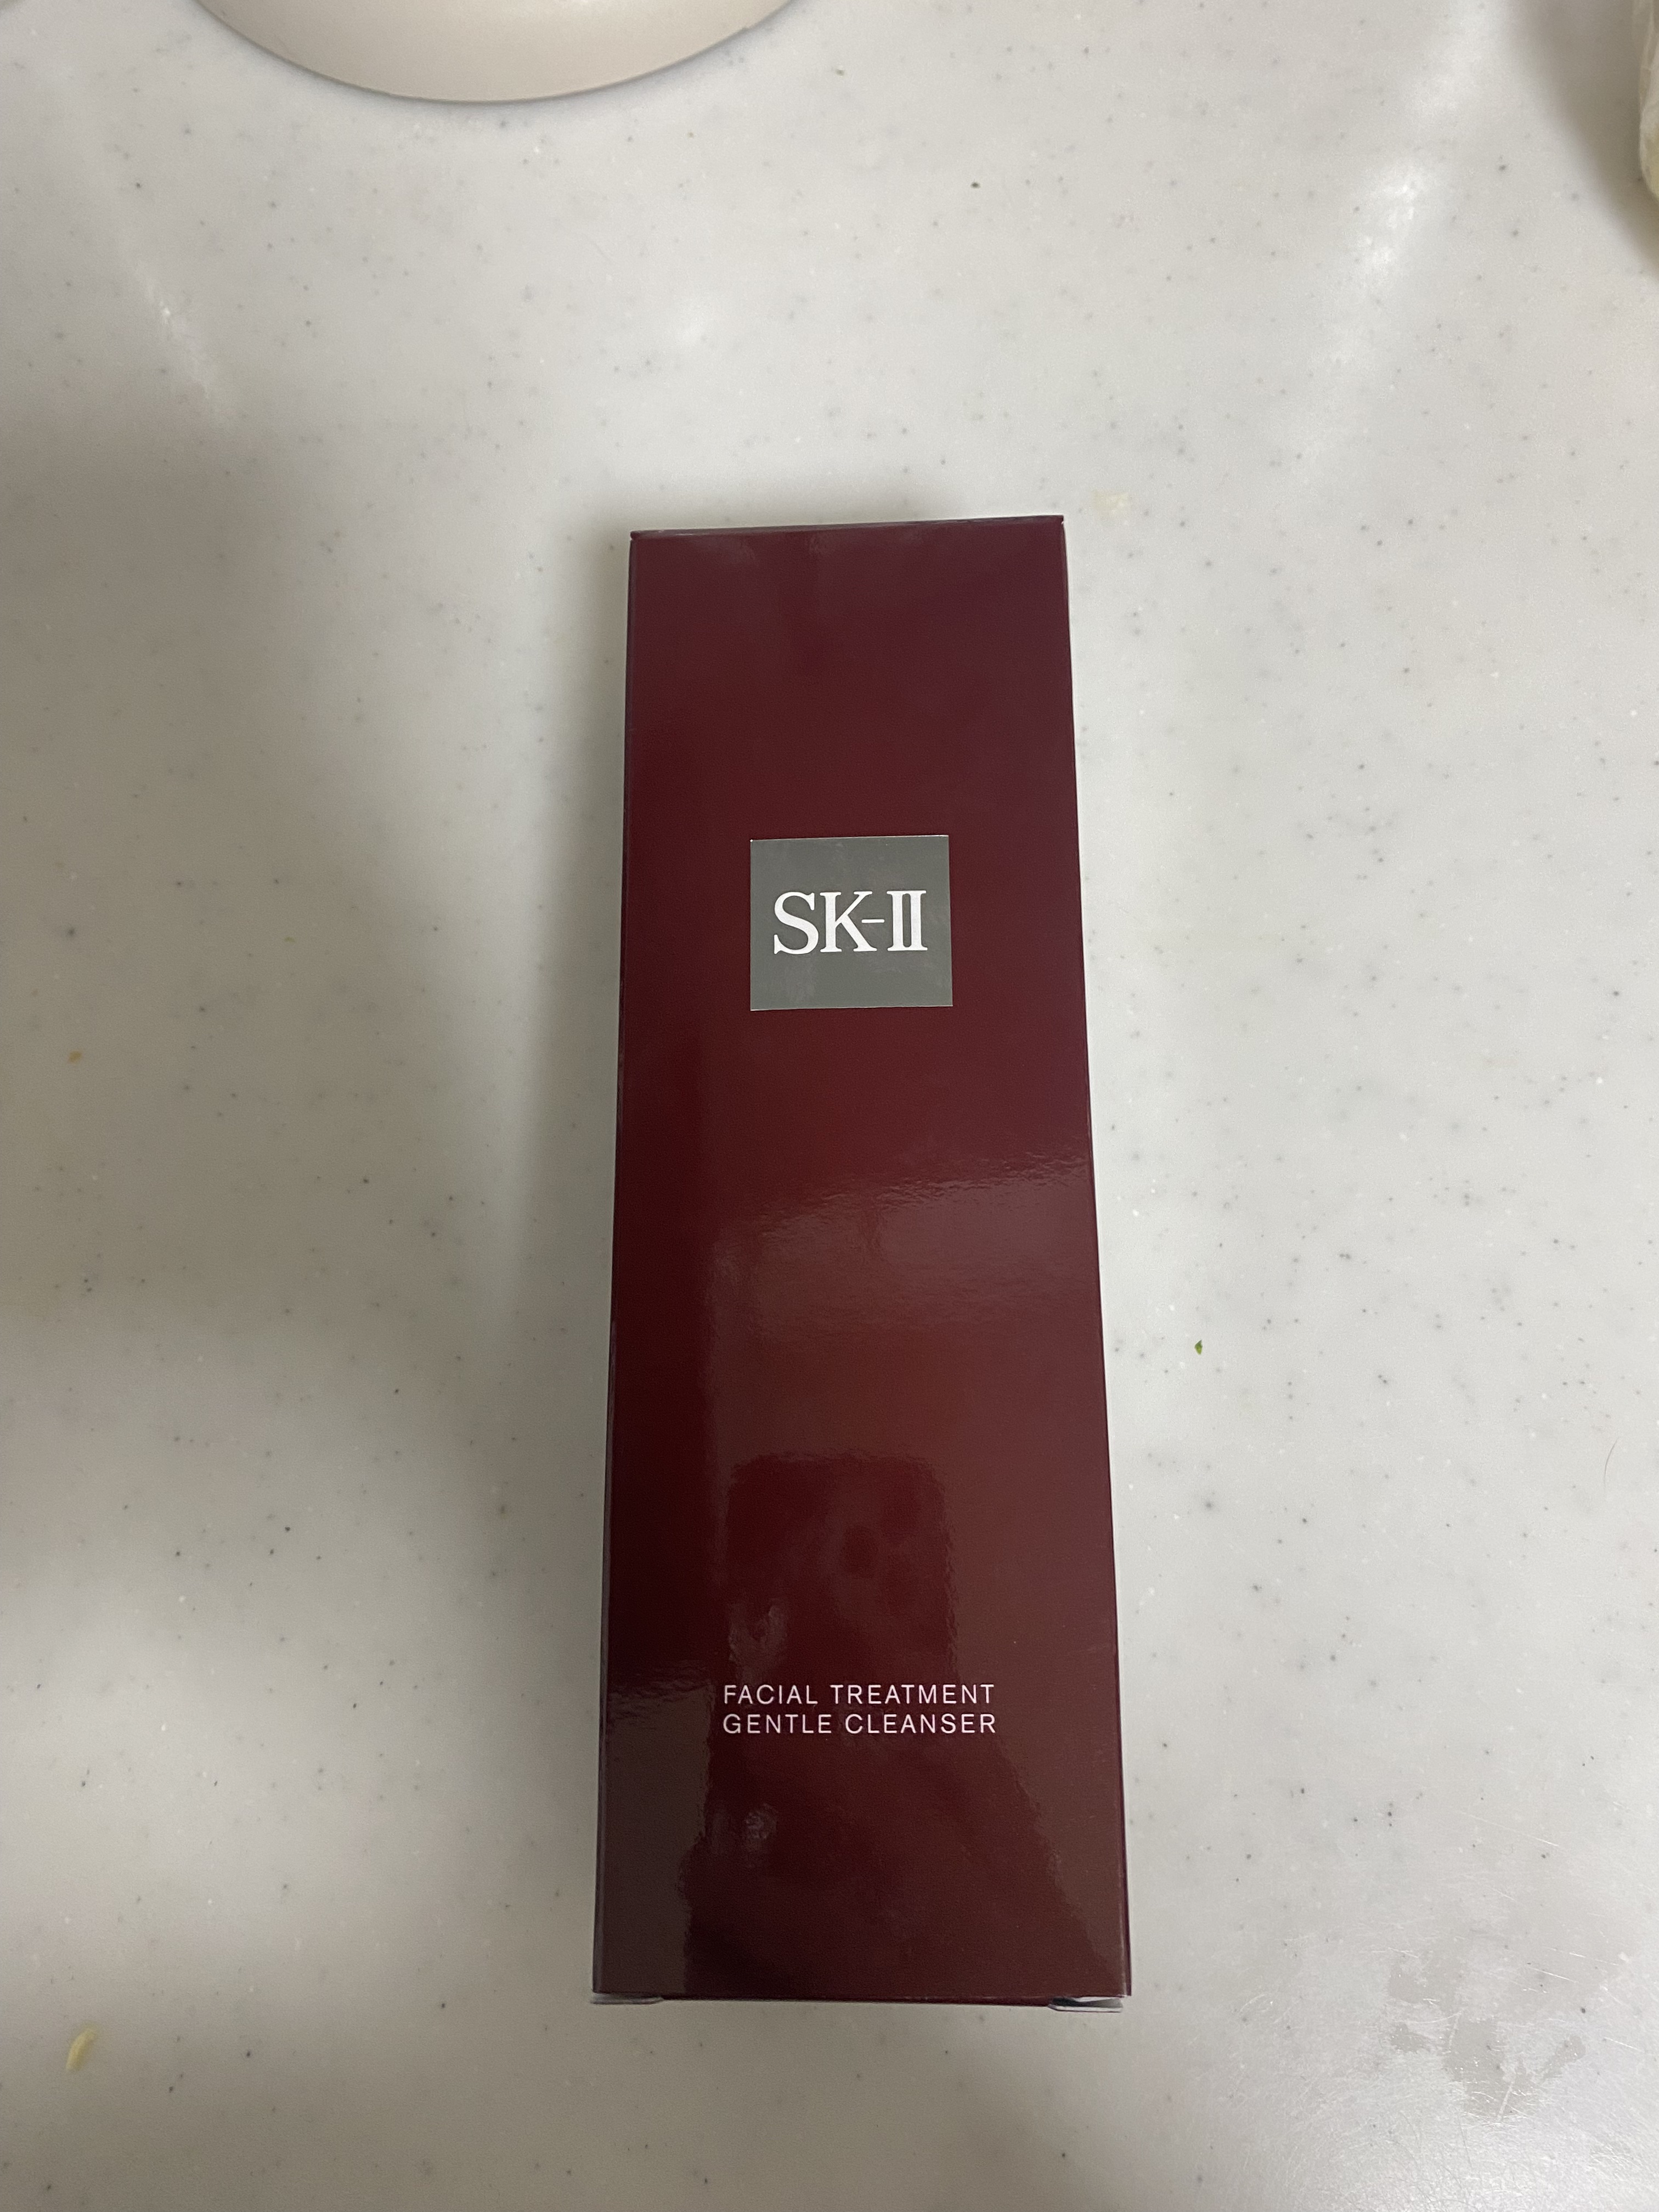 SK-II
FACIAL TREATMENT
GENTLE CLEANSER